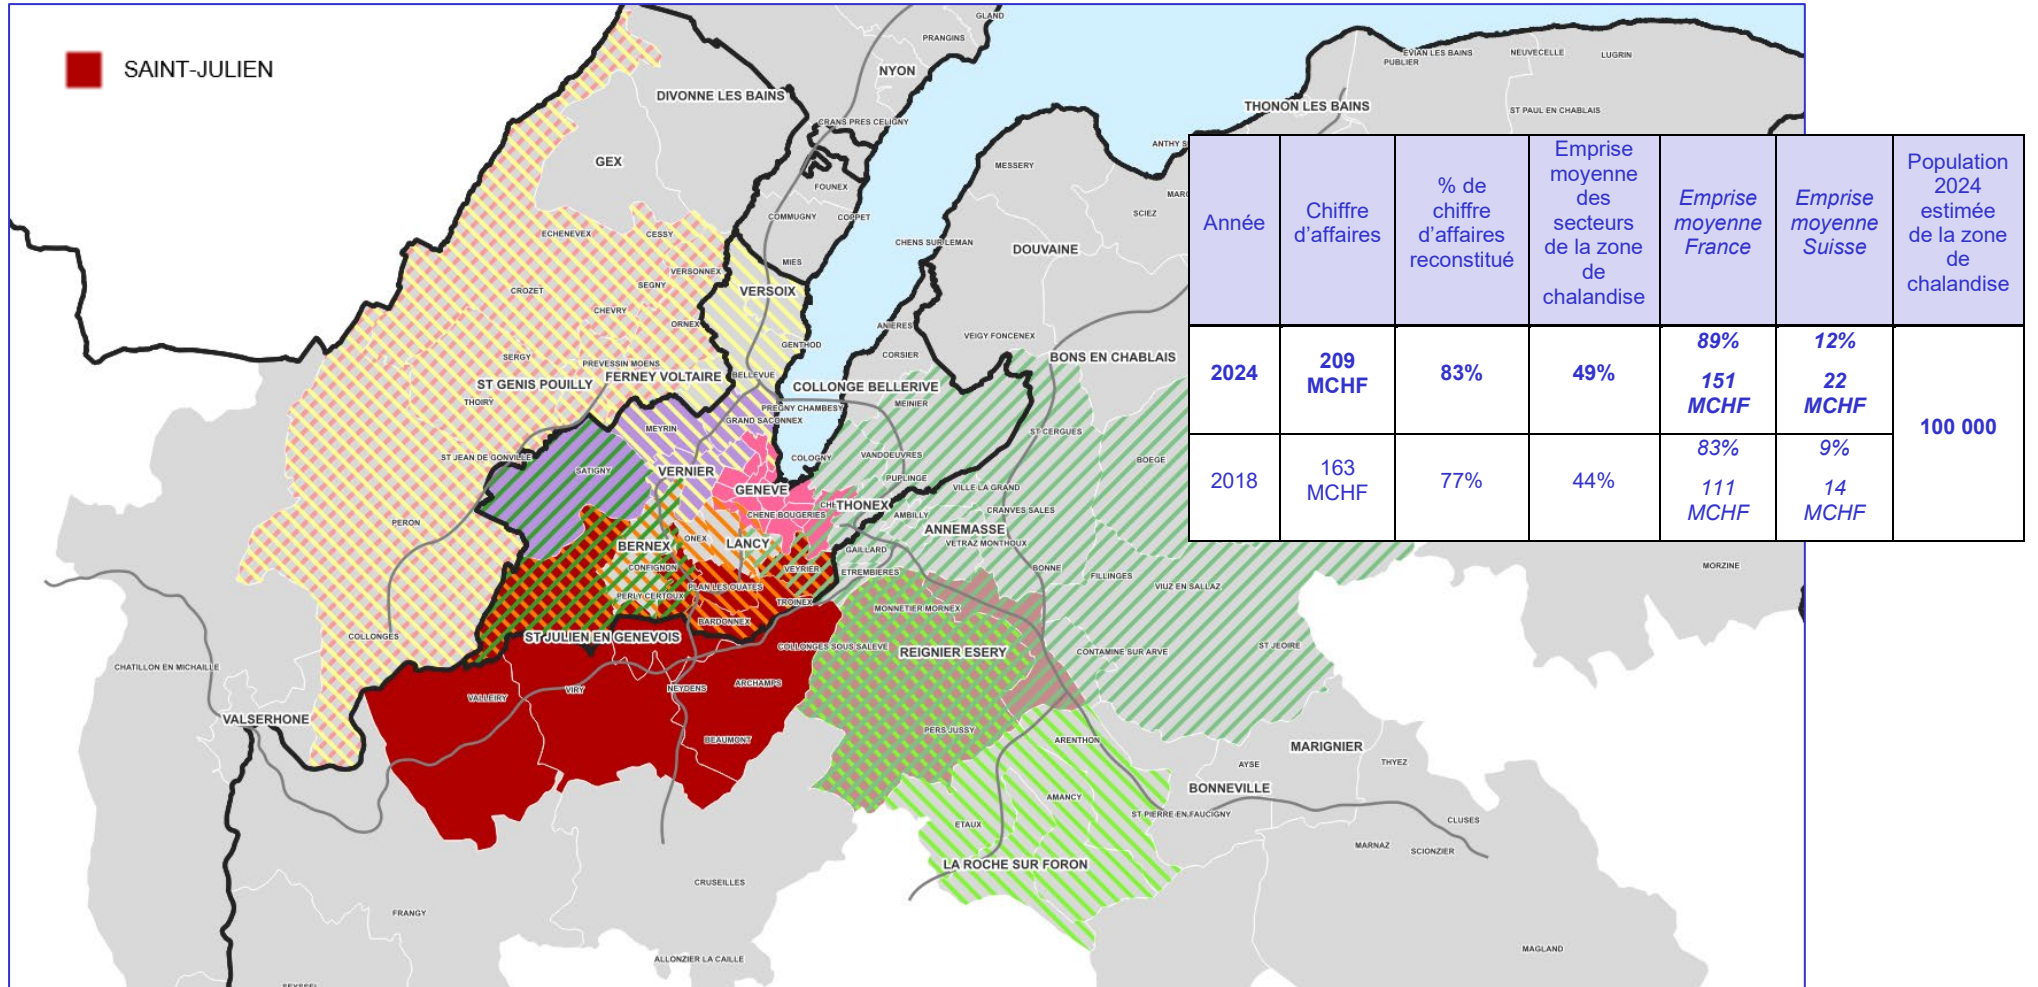 SAINT-JULIEN
GLAND
PRANGINS
NYON
DIVONNE LES BAINS
CRANS PRES CELIGNY
GEX
FOUNEX
COMMUGNY
COPPET
ECHENEVEX
CESSY
MIES
VERSONNEX
SEGNY
VERSOIX
CROZET
CHEVRY
ORNEX
GENTHOD
SERGY
PREVESSIN MOENS
ST GENIS POUILLY
FERNEY VOLTAIRE
BELLEVUE
THOIRY
PREGNY CHAMBESY
GRAND SACONNEX
MEYRIN
ST JEAN DE GONVILLE
SATIGNY
VERNIER
COLOGNY
GENEVE
PERON
CHENE BOUGERIES
BERNEX
ONEX
LANCY
CONFIGNON
VEYRIER
PLAN LES OUATES
PERLY CERTOUX
TROINEX
BARDONNEX
COLLONGES
ST JULIEN EN GENEVOIS
COLLONGES SOUS SALEVE
CHATILLON EN MICHAILLE
VALLEIRY
VIRY
NEYDENS
ARCHAMPS
VALSERHONE
BEAUMONT
CRUSEILLES
FRANGY
ALLONZIER LA CAILLE
SEYSSEL
EVIAN LES BAINS
PUBLIER
NEUVECELLE
LUGRIN
THONON LES BAINS
ST PAUL EN CHABLAIS
ANTHY S
MESSERY
MARG
SCIEZ
CHENS SUR LEMAN
DOUVAINE
ANIERES
VEIGY FONCENEX
CORSIER
BONS EN CHABLAIS
COLLONGE BELLERIVE
MEINIER
ST CERGUES
VANDOEUVRES
BOEGE
PUPLINGE
VILLE LA GRAND
CHE
THONEX
AMBILLY
CRANVES SALES
ANNEMASSE
VETRAZ MONTHOUX
GAILLARD
ETREMBIERES
BONNE
FILLINGES
VIUZ EN SALLAZ
MORZINE
MONNETIER MORNEX
REIGNIER ESERY
CONTAMINE SUR ARVE
ST JEOIRE
PERS JUSSY
ARENTHON
MARIGNIER
AYSE
THYEZ
BONNEVILLE
AMANCY
ST PIERRE EN FAUCIGNY
ETAUX
CLUSES
MARNAZ
SCIONZIER
LA ROCHE SUR FORON
MAGLAND
Année
Chiffre
d'affaires
% de
chiffre
d'affaires
reconstitué
Emprise
moyenne
des
secteurs
de la zone
de
chalandise
Emprise
moyenne
France
Emprise
moyenne
Suisse
Population
2024
estimée
de la zone
de
chalandise
2024
209
MCHF
83%
49%
89%
151
MCHF
12%
22
MCHF
100 000
2018
163
MCHF
77%
44%
83%
111
MCHF
9%
14
MCHF